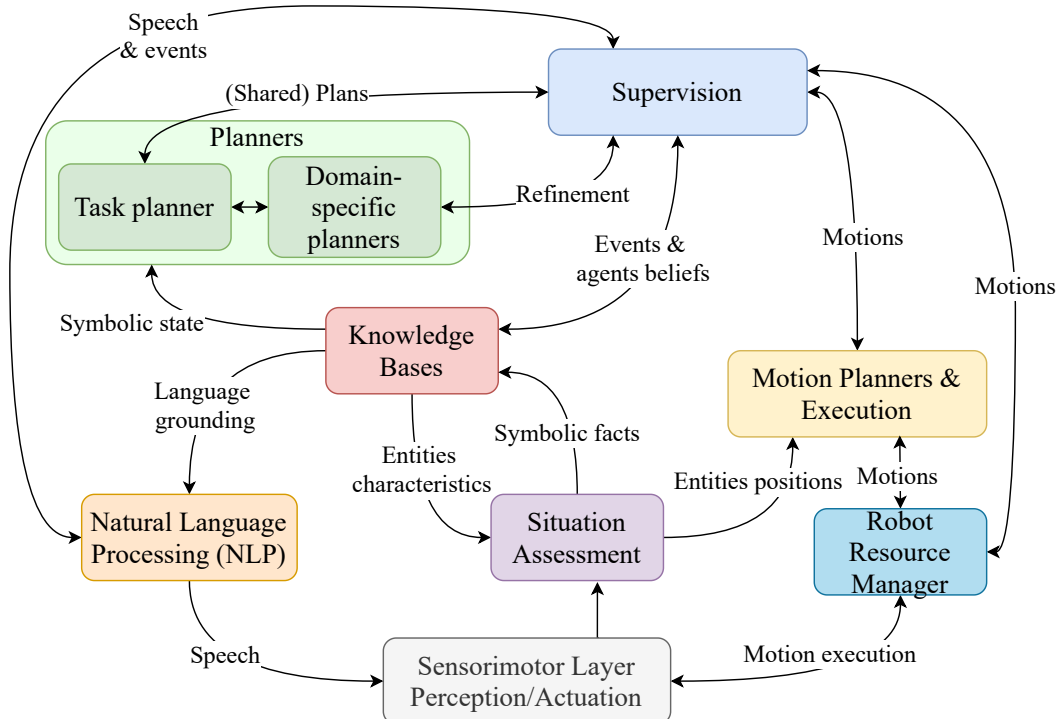 Speech
& events
Supervision
(Shared) Plans
Planners
Task planner
Domain-
specific
planners
Refinement
Events &
agents beliefs
Motions
Motions
Symbolic state
Knowledge
Bases
Motion Planners &
Execution
Language
grounding
Symbolic facts
Entities
characteristics
Entities positions
Motions
Natural Language
Processing (NLP)
Situation
Assessment
Robot
Resource
Manager
Speech
Motion execution
Sensorimotor Layer
Perception/Actuation